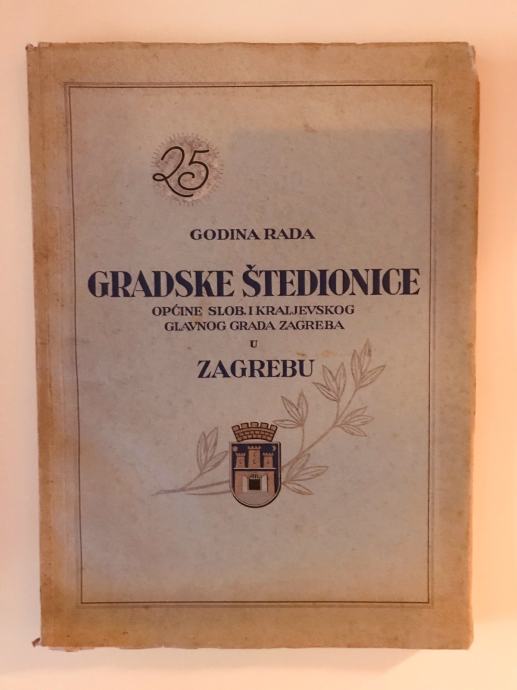 25
GODINA RADA
GRADSKE ŠTEDIONICE
OPĆINE SLOB. I KRALJEVSKOG
GLAVNOG GRADA ZAGREBA
U
ZAGREBU